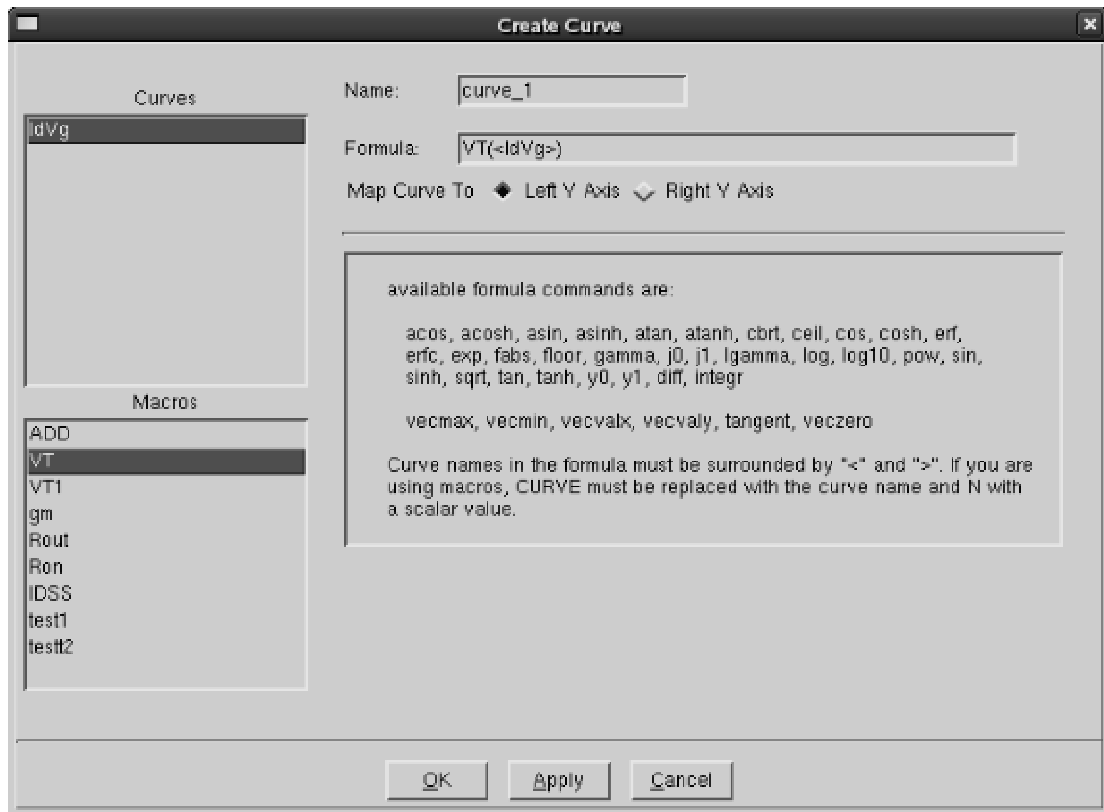 Create Curve
Curves
IdVg
Macros
ADD
VT
VT1
gm
Rout
Ron
IDSS
test1
testt2
Name: curve_1
Formula: VT(<IdVg>)
Map Curve To Left Y Axis Right Y Axis
available formula commands are:
acos, acosh, asin, asinh, atan, atanh, cbrt, ceil, cos, cosh, erf,
erfc, exp, fabs, floor, gamma, j0, j1, lgamma, log, log10, pow, sin,
sinh, sqrt, tan, tanh, y0, y1, diff, integr
vecmax, vecmin, vecvalx, vecvaly, tangent, veczero
Curve names in the formula must be surrounded by "<" and ">". If you are
using macros, CURVE must be replaced with the curve name and N with
a scalar value.
OK Apply Cancel